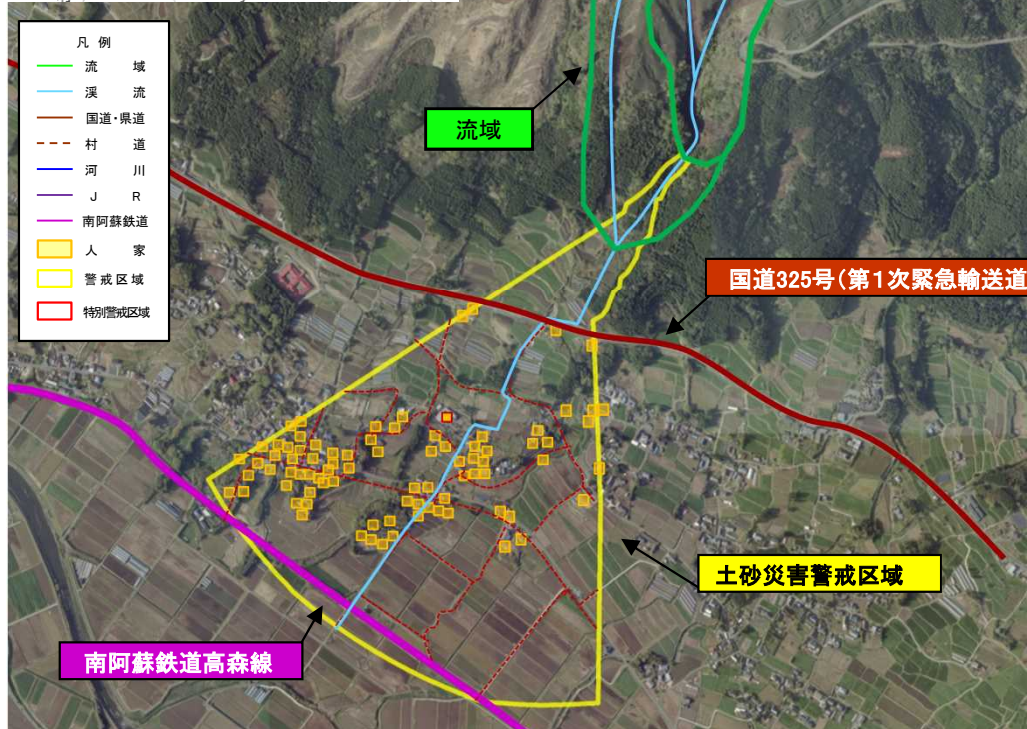 凡 例
流 域
渓 流
国道・県道
村 道
河 川
J R
南阿蘇鉄道
人 家
警戒区域
特別警戒区域
流域
国道325号(第1次緊急輸送道
土砂災害警戒区域
南阿蘇鉄道高森線